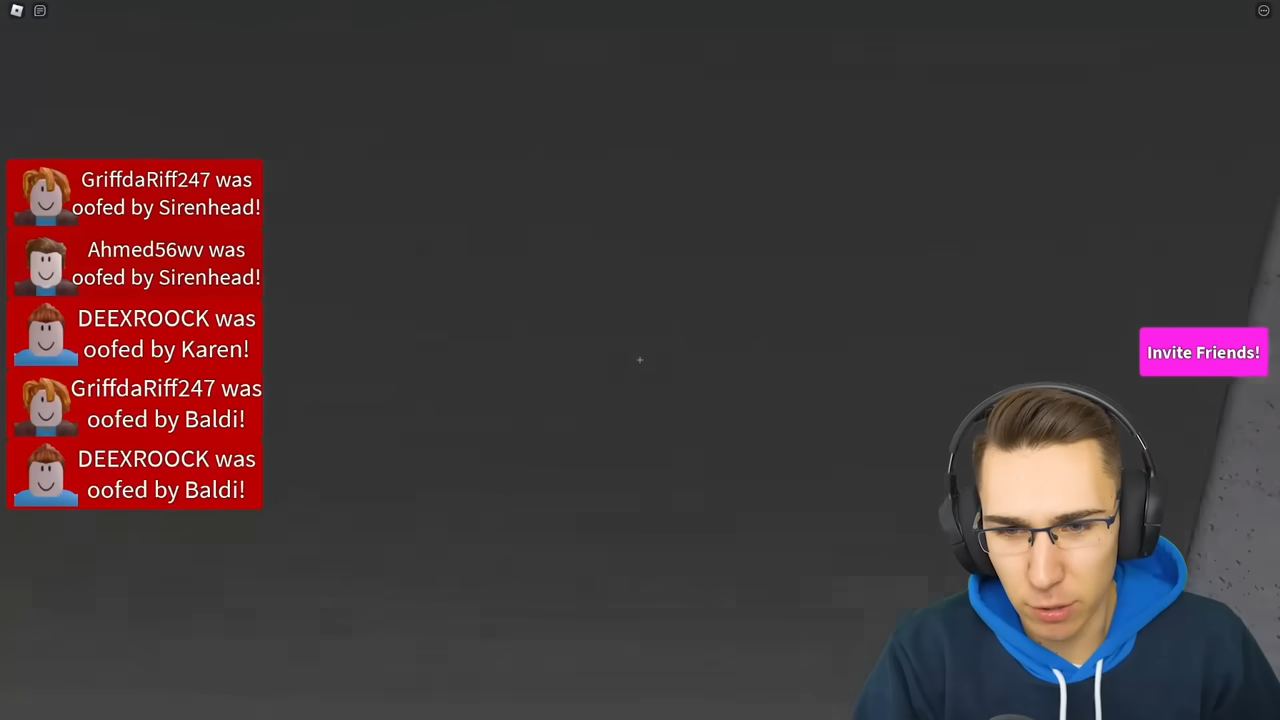 GriffdaRiff247 was
oofed by Sirenhead!
Ahmed56wv was
oofed by Sirenhead!
DEEXROOCK was
oofed by Karen!
GriffdaRiff247 was
oofed by Baldi!
DEEXROOCK was
oofed by Baldi!
Invite Friends!